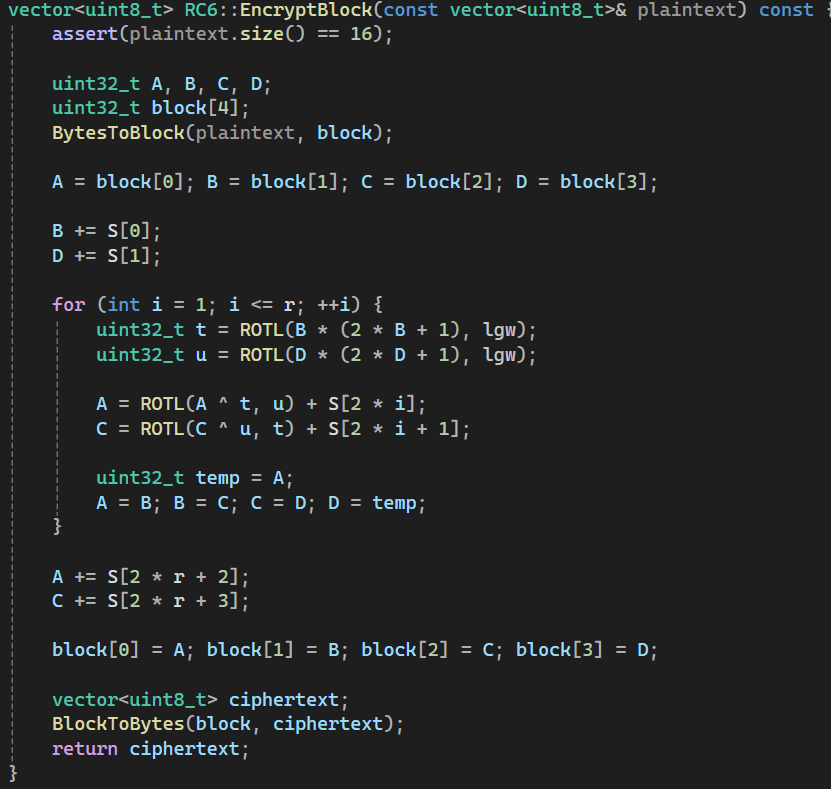 vector<uint8_t> RC6::EncryptBlock(const vector<uint8_t>& plaintext) const {
    assert(plaintext.size() == 16);

    uint32_t A, B, C, D;
    uint32_t block[4];
    BytesToBlock(plaintext, block);

    A = block[0]; B = block[1]; C = block[2]; D = block[3];

    B += S[0];
    D += S[1];

    for (int i = 1; i <= r; ++i) {
        uint32_t t = ROTL(B * (2 * B + 1), lgw);
        uint32_t u = ROTL(D * (2 * D + 1), lgw);

        A = ROTL(A ^ t, u) + S[2 * i];
        C = ROTL(C ^ u, t) + S[2 * i + 1];

        uint32_t temp = A;
        A = B; B = C; C = D; D = temp;
    }

    A += S[2 * r + 2];
    C += S[2 * r + 3];

    block[0] = A; block[1] = B; block[2] = C; block[3] = D;

    vector<uint8_t> ciphertext;
    BlockToBytes(block, ciphertext);
    return ciphertext;
}